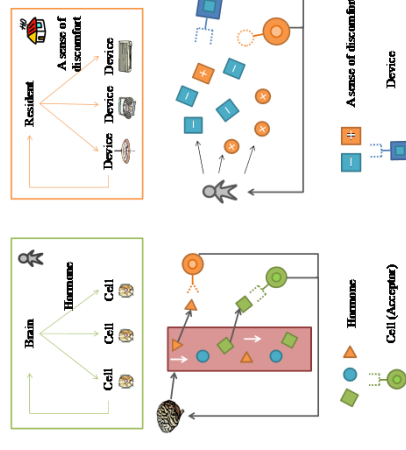 Resident
A sense of
discomfort
Device
Device
Device
A sense of discomfort
Device
Brain
Hormone
Cell
Cell
Cell
Hormone
Cell (Acceptor)